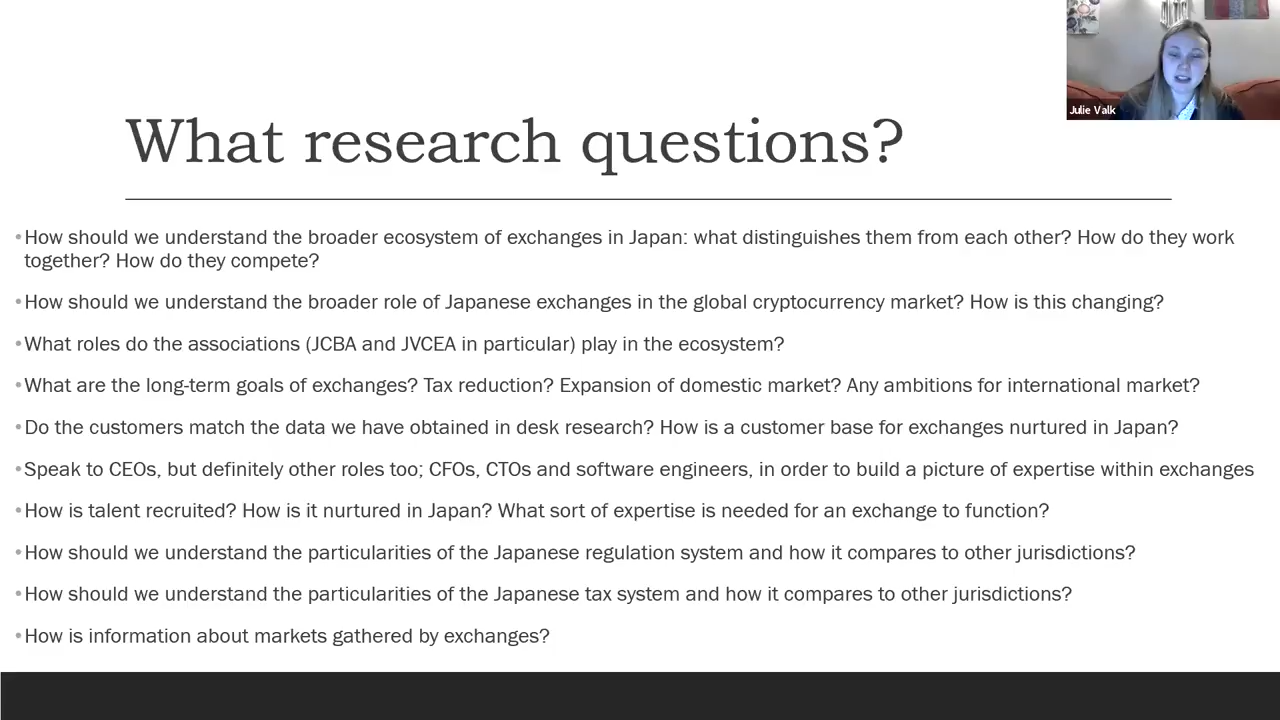 Julie Valk
What research questions?
•How should we understand the broader ecosystem of exchanges in Japan: what distinguishes them from each other? How do they work
together? How do they compete?
•How should we understand the broader role of Japanese exchanges in the global cryptocurrency market? How is this changing?
•What roles do the associations (JCBA and JVCEA in particular) play in the ecosystem?
•What are the long-term goals of exchanges? Tax reduction? Expansion of domestic market? Any ambitions for international market?
•Do the customers match the data we have obtained in desk research? How is a customer base for exchanges nurtured in Japan?
•Speak to CEOs, but definitely other roles too; CFOs, CTOs and software engineers, in order to build a picture of expertise within exchanges
•How is talent recruited? How is it nurtured in Japan? What sort of expertise is needed for an exchange to function?
•How should we understand the particularities of the Japanese regulation system and how it compares to other jurisdictions?
•How should we understand the particularities of the Japanese tax system and how it compares to other jurisdictions?
•How is information about markets gathered by exchanges?